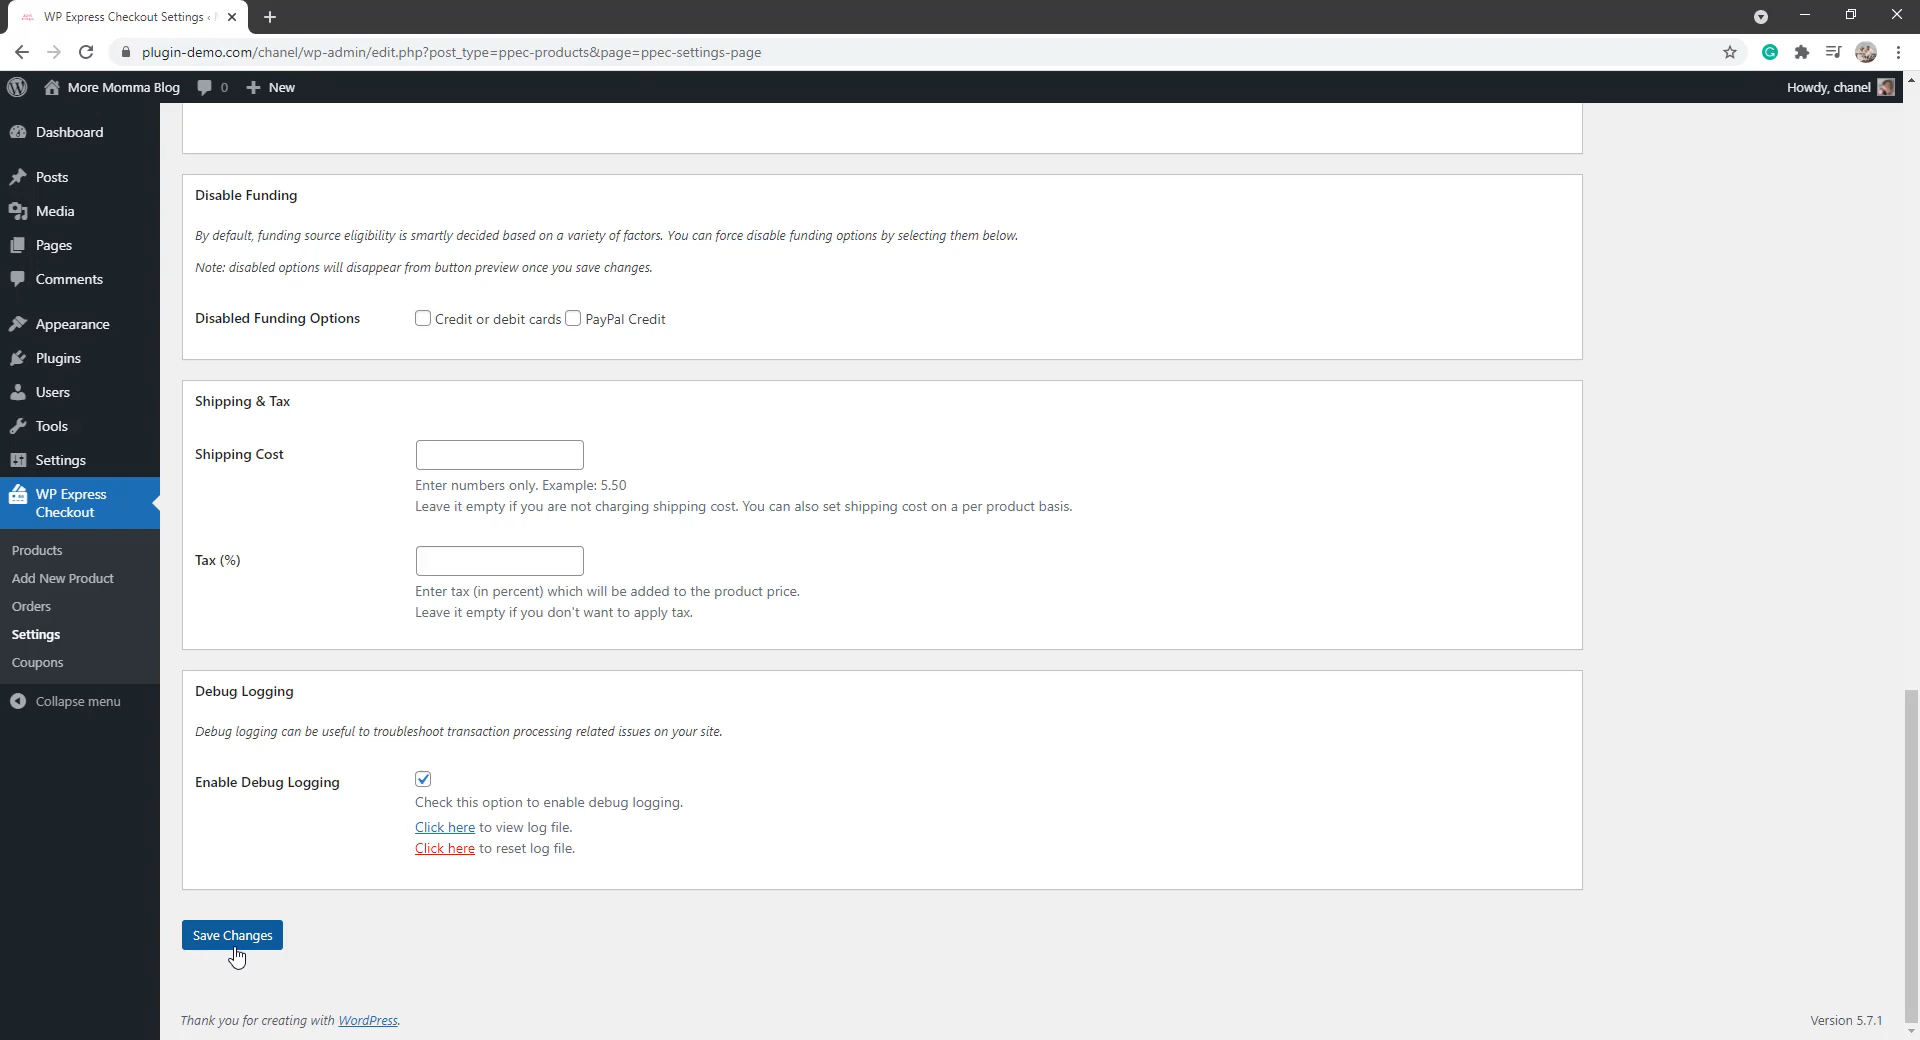 WP Express Checkout Settings ‹
plugin-demo.com/chanel/wp-admin/edit.php?post_type=ppec-products&page=ppec-settings-page
More Momma Blog
0
New
Howdy, chanel
Dashboard
Posts
Media
Pages
Comments
Appearance
Plugins
Users
Tools
Settings
WP Express
Checkout
Products
Add New Product
Orders
Settings
Coupons
Collapse menu
Disable Funding
By default, funding source eligibility is smartly decided based on a variety of factors. You can force disable funding options by selecting them below.
Note: disabled options will disappear from button preview once you save changes.
Disabled Funding Options
Credit or debit cards
PayPal Credit
Shipping & Tax
Shipping Cost
Enter numbers only. Example: 5.50
Leave it empty if you are not charging shipping cost. You can also set shipping cost on a per product basis.
Tax (%)
Enter tax (in percent) which will be added to the product price.
Leave it empty if you don't want to apply tax.
Debug Logging
Debug logging can be useful to troubleshoot transaction processing related issues on your site.
Enable Debug Logging
Check this option to enable debug logging.
Click here to view log file.
Click here to reset log file.
Save Changes
Thank you for creating with WordPress.
Version 5.7.1